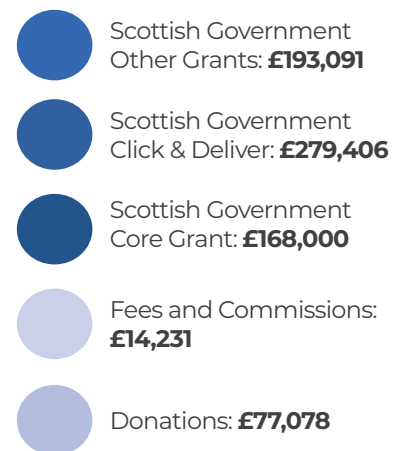 Scottish Government
Other Grants: £193,091
Scottish Government
Click & Deliver: £279,406
Scottish Government
Core Grant: £168,000
Fees and Commissions:
£14,231
Donations: £77,078